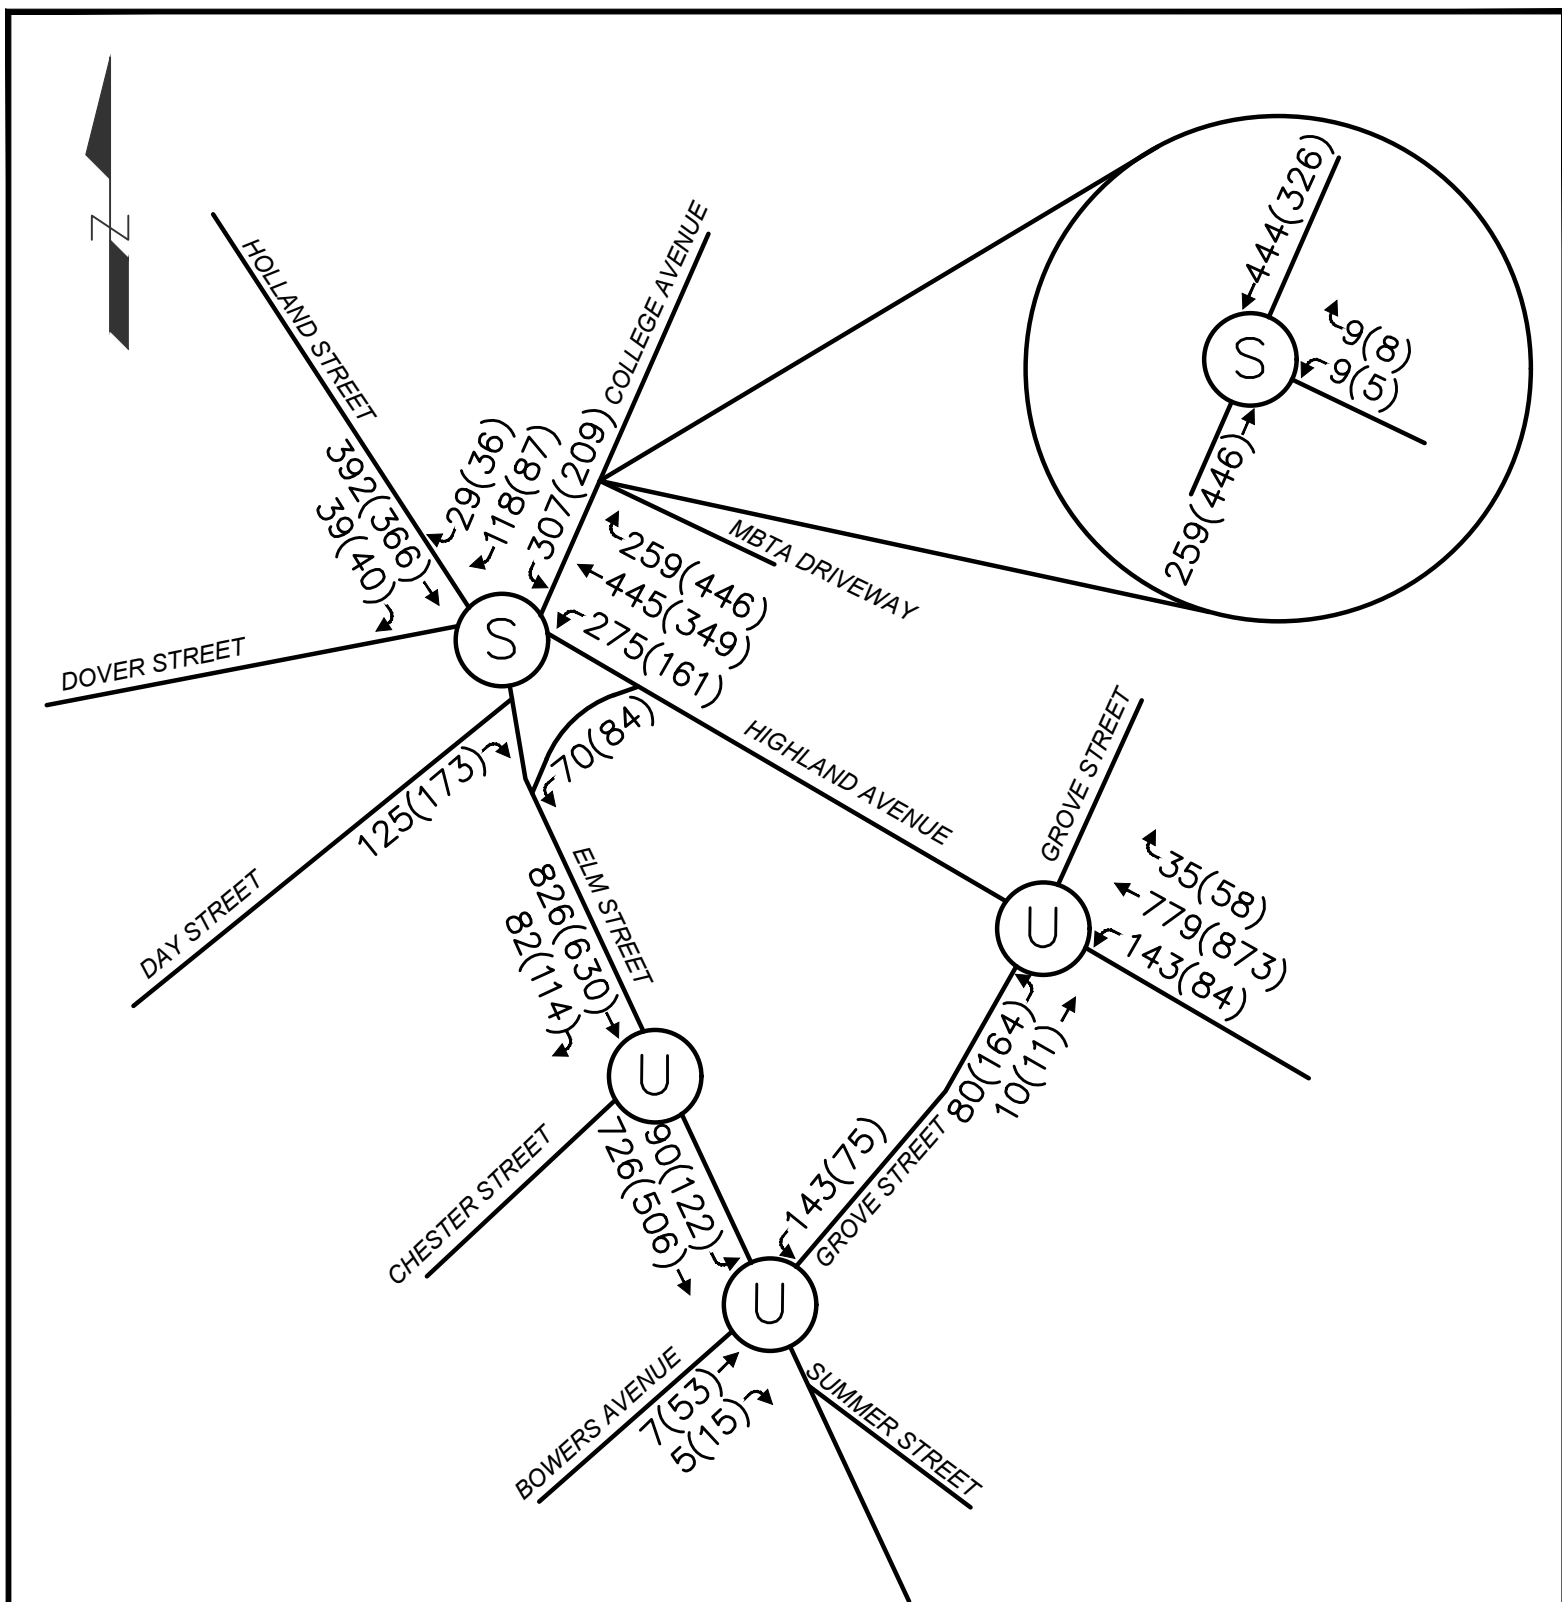 N
HOLLAND STREET
COLLEGE AVENUE
444(326)
S
9(8)
9(5)
259(446)
392(366)
39(40)
29(36)
118(87)
307(209)
MBTA DRIVEWAY
259(446)
445(349)
275(161)
S
DOVER STREET
70(84)
125(173)
DAY STREET
HIGHLAND AVENUE
GROVE STREET
35(58)
779(873)
143(84)
U
80(164)
10(11)
ELM STREET
826(630)
82(114)
U
CHESTER STREET
90(122)
726(506)
143(75)
GROVE STREET
U
BOWERS AVENUE
7(53)
5(15)
SUMMER STREET